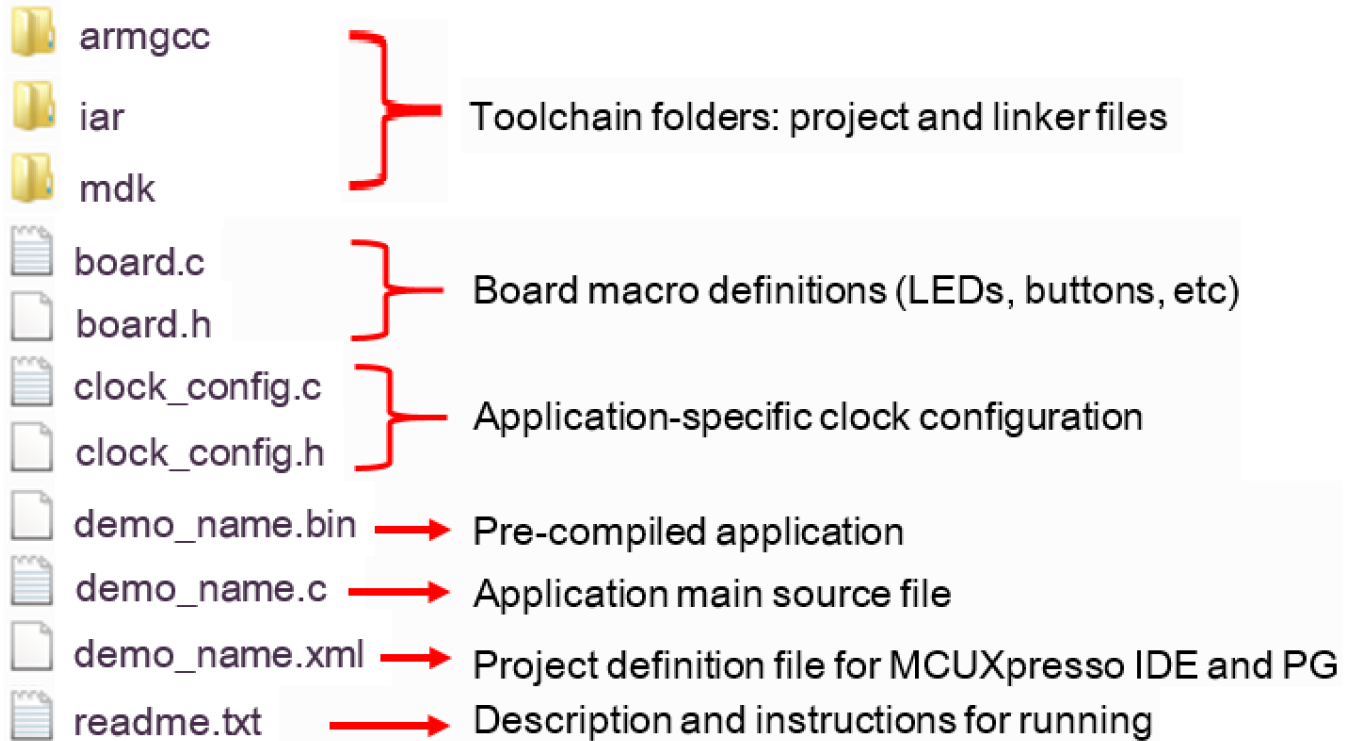 armgcc
iar
Toolchain folders: project and linker files
mdk
board.c
Board macro definitions (LEDs, buttons, etc)
board.h
clock_config.c
Application-specific clock configuration
clock_config.h
demo_name.bin
Pre-compiled application
demo_name.c
Application main source file
demo_name.xml
Project definition file for MCUXpresso IDE and PG
readme.txt
Description and instructions for running